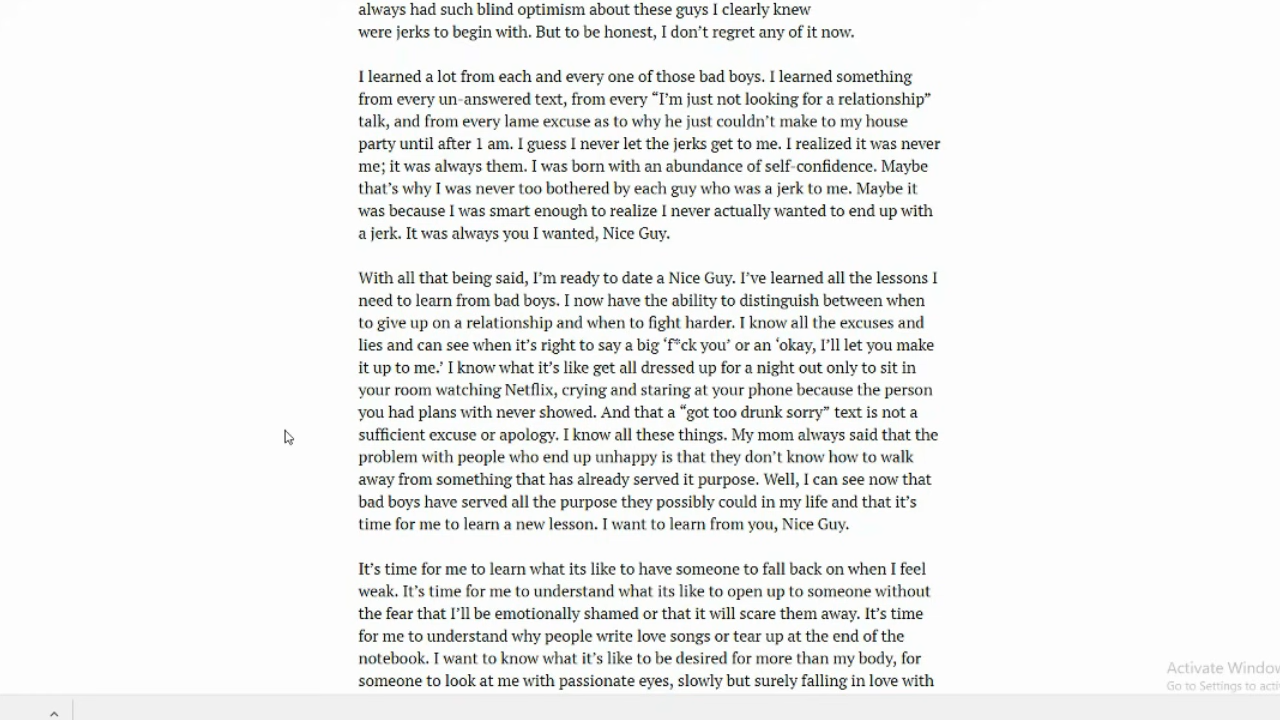 always had such blind optimism about these guys I clearly knew
were jerks to begin with. But to be honest, I don't regret any of it now.
I learned a lot from each and every one of those bad boys. I learned something
from every un-answered text, from every “I'm just not looking for a relationship”
talk, and from every lame excuse as to why he just couldn't make to my house
party until after 1 am. I guess I never let the jerks get to me. I realized it was never
me; it was always them. I was born with an abundance of self-confidence. Maybe
that's why I was never too bothered by each guy who was a jerk to me. Maybe it
was because I was smart enough to realize I never actually wanted to end up with
a jerk. It was always you I wanted, Nice Guy.
With all that being said, I'm ready to date a Nice Guy. I've learned all the lessons I
need to learn from bad boys. I now have the ability to distinguish between when
to give up on a relationship and when to fight harder. I know all the excuses and
lies and can see when it's right to say a big ‘f*ck you’ or an ‘okay, I'll let you make
it up to me.’ I know what it's like get all dressed up for a night out only to sit in
your room watching Netflix, crying and staring at your phone because the person
you had plans with never showed. And that a “got too drunk sorry” text is not a
sufficient excuse or apology. I know all these things. My mom always said that the
problem with people who end up unhappy is that they don't know how to walk
away from something that has already served it purpose. Well, I can see now that
bad boys have served all the purpose they possibly could in my life and that it's
time for me to learn a new lesson. I want to learn from you, Nice Guy.
It's time for me to learn what its like to have someone to fall back on when I feel
weak. It's time for me to understand what its like to open up to someone without
the fear that I'll be emotionally shamed or that it will scare them away. It's time
for me to understand why people write love songs or tear up at the end of the
notebook. I want to know what it's like to be desired for more than my body, for
someone to look at me with passionate eyes, slowly but surely falling in love with
Activate Windo
Go to Settings to acti